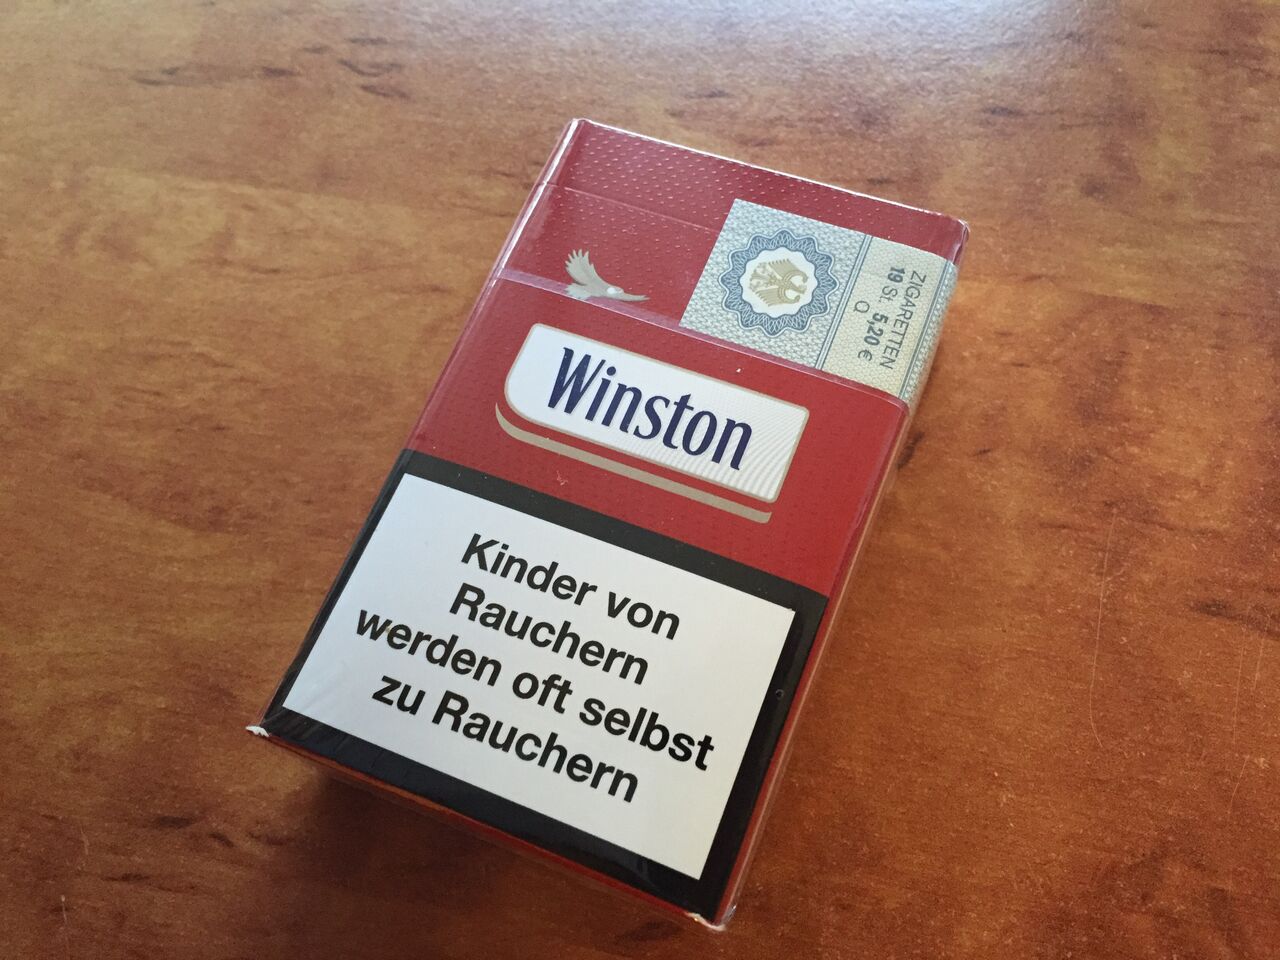 ZIGARETTEN
19 St. 5,20 €
Q
Winston
Kinder von
Rauchern
werden oft selbst
zu Rauchern